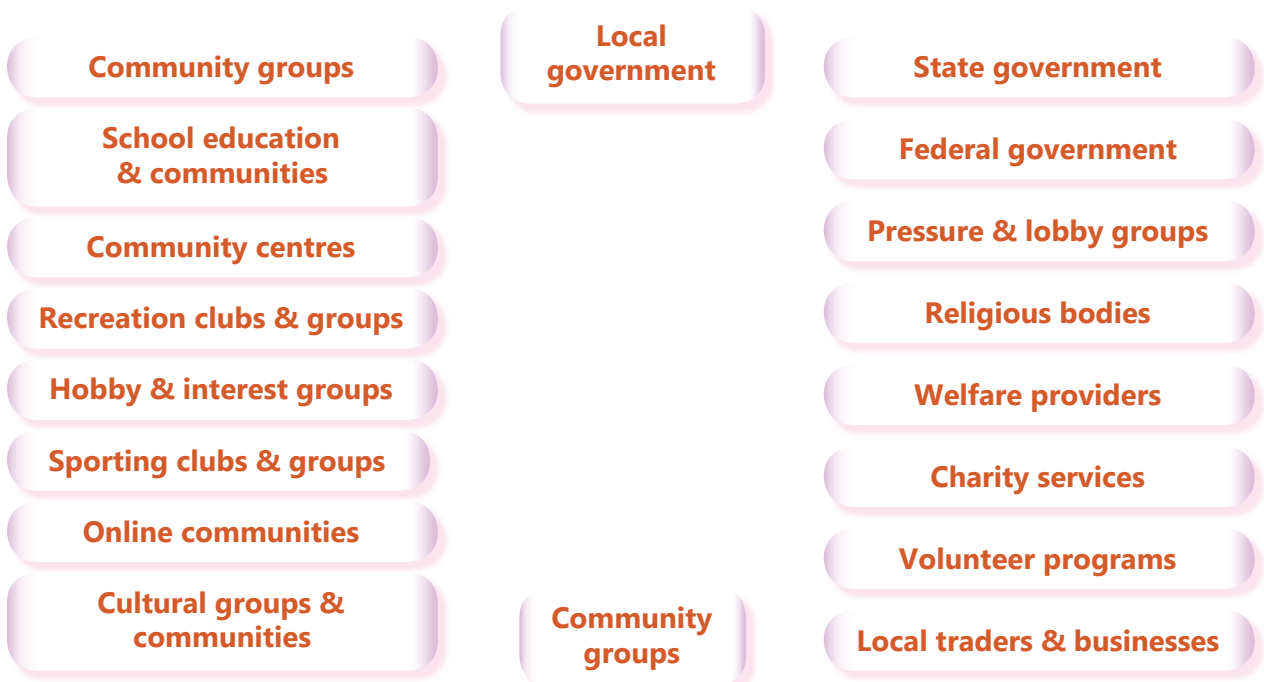 Community groups
School education
& communities
Community centres
Recreation clubs & groups
Hobby & interest groups
Sporting clubs & groups
Online communities
Cultural groups &
communities
Local
government
Community
groups
State government
Federal government
Pressure & lobby groups
Religious bodies
Welfare providers
Charity services
Volunteer programs
Local traders & businesses